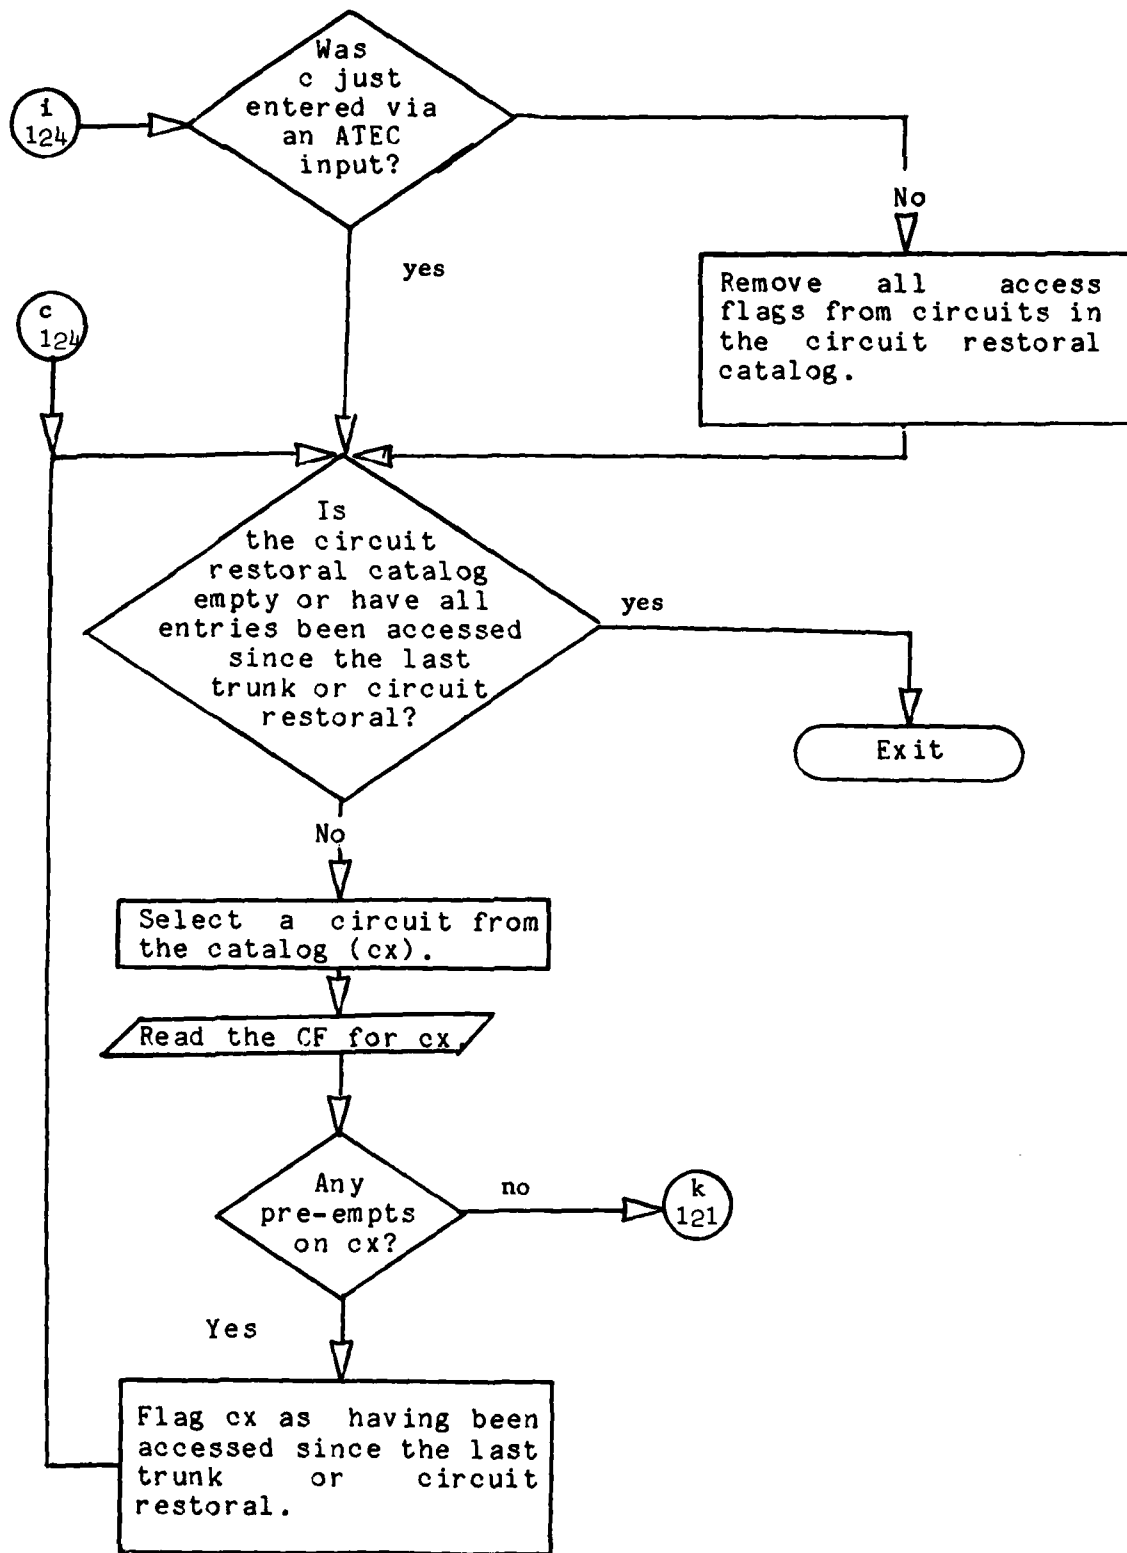 Was
c just
entered via
an ATEC
input?
i
124
No
yes
Remove all access
flags from circuits in
the circuit restoral
catalog.
c
124
Is
the circuit
restoral catalog
empty or have all
entries been accessed
since the last
trunk or circuit
restoral?
yes
Exit
No
Select a circuit from
the catalog (cx).
Read the CF for cx.
Any
pre-empts
on cx?
no
k
121
Yes
Flag cx as having been
accessed since the last
trunk or circuit
restoral.